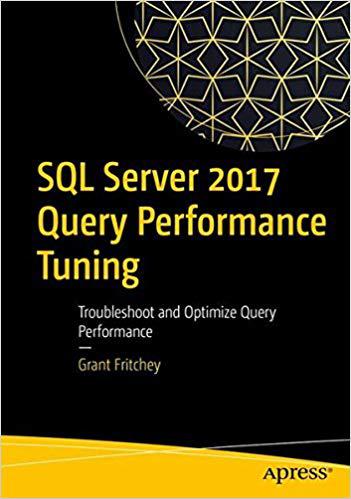 SQL Server 2017
Query Performance
Tuning
Troubleshoot and Optimize Query
Performance
—
Grant Fritchey
Apress®